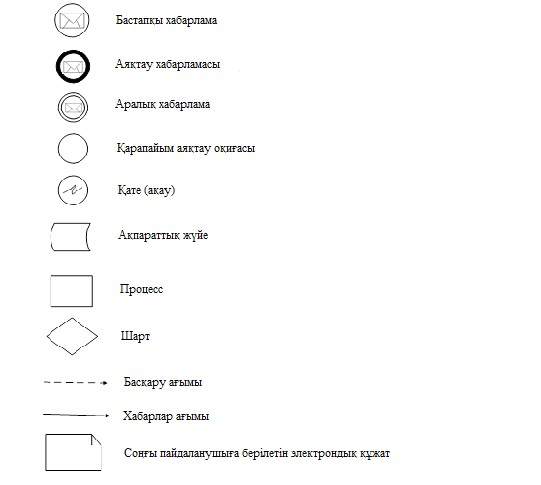 Бастапқы хабарлама
Аяқтау хабарламасы
Аралық хабарлама
Қарапайым аяқтау оқиғасы
Қате (ақау)
Ақпараттық жүйе
Процесс
Шарт
Басқару ағымы
Хабарлар ағымы
Соңғы пайдаланушыға берілетін электрондық құжат